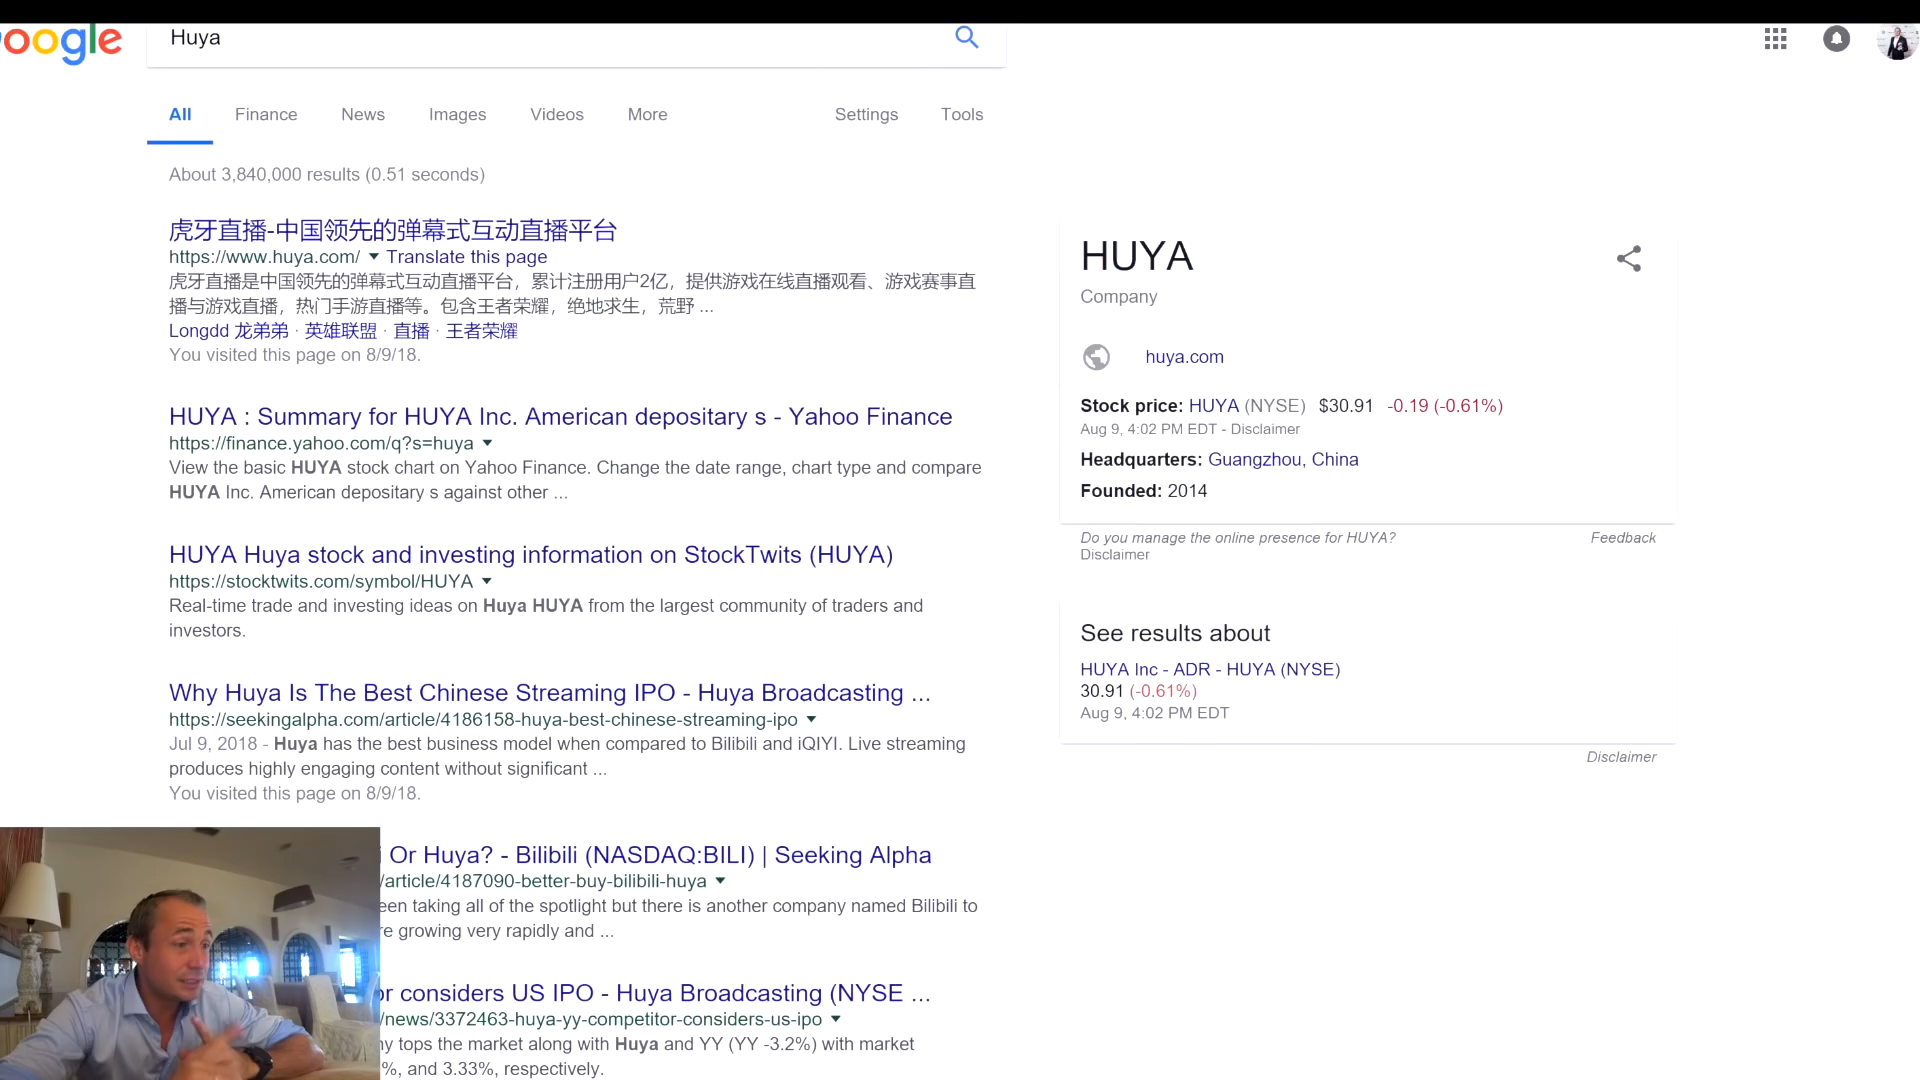 oogle
Huya
All Finance News Images Videos More Settings Tools
About 3,840,000 results (0.51 seconds)
虎牙直播-中国领先的弹幕式互动直播平台
https://www.huya.com/ Translate this page
虎牙直播是中国领先的弹幕式互动直播平台，累计注册用户2亿，提供游戏在线直播观看、游戏赛事直
播与游戏直播，热门手游直播等。包含王者荣耀，绝地求生，荒野 ...
Longdd 龙弟弟 · 英雄联盟 · 直播 · 王者荣耀
You visited this page on 8/9/18.
HUYA : Summary for HUYA Inc. American depositary s - Yahoo Finance
https://finance.yahoo.com/q?s=huya
View the basic HUYA stock chart on Yahoo Finance. Change the date range, chart type and compare
HUYA Inc. American depositary s against other ...
HUYA Huya stock and investing information on StockTwits (HUYA)
https://stocktwits.com/symbol/HUYA
Real-time trade and investing ideas on Huya HUYA from the largest community of traders and
investors.
Why Huya Is The Best Chinese Streaming IPO - Huya Broadcasting ...
https://seekingalpha.com/article/4186158-huya-best-chinese-streaming-ipo
Jul 9, 2018 - Huya has the best business model when compared to Bilibili and iQIYI. Live streaming
produces highly engaging content without significant ...
You visited this page on 8/9/18.
Or Huya? - Bilibili (NASDAQ:BILI) | Seeking Alpha
/article/4187090-better-buy-bilibili-huya
een taking all of the spotlight but there is another company named Bilibili to
re growing very rapidly and ...
or considers US IPO - Huya Broadcasting (NYSE ...
/news/3372463-huya-yy-competitor-considers-us-ipo
ny tops the market along with Huya and YY (YY -3.2%) with market
%, and 3.33%, respectively.
HUYA
Company
huya.com
Stock price: HUYA (NYSE) $30.91 -0.19 (-0.61%)
Aug 9, 4:02 PM EDT - Disclaimer
Headquarters: Guangzhou, China
Founded: 2014
Do you manage the online presence for HUYA? Feedback
Disclaimer
See results about
HUYA Inc - ADR - HUYA (NYSE)
30.91 (-0.61%)
Aug 9, 4:02 PM EDT
Disclaimer